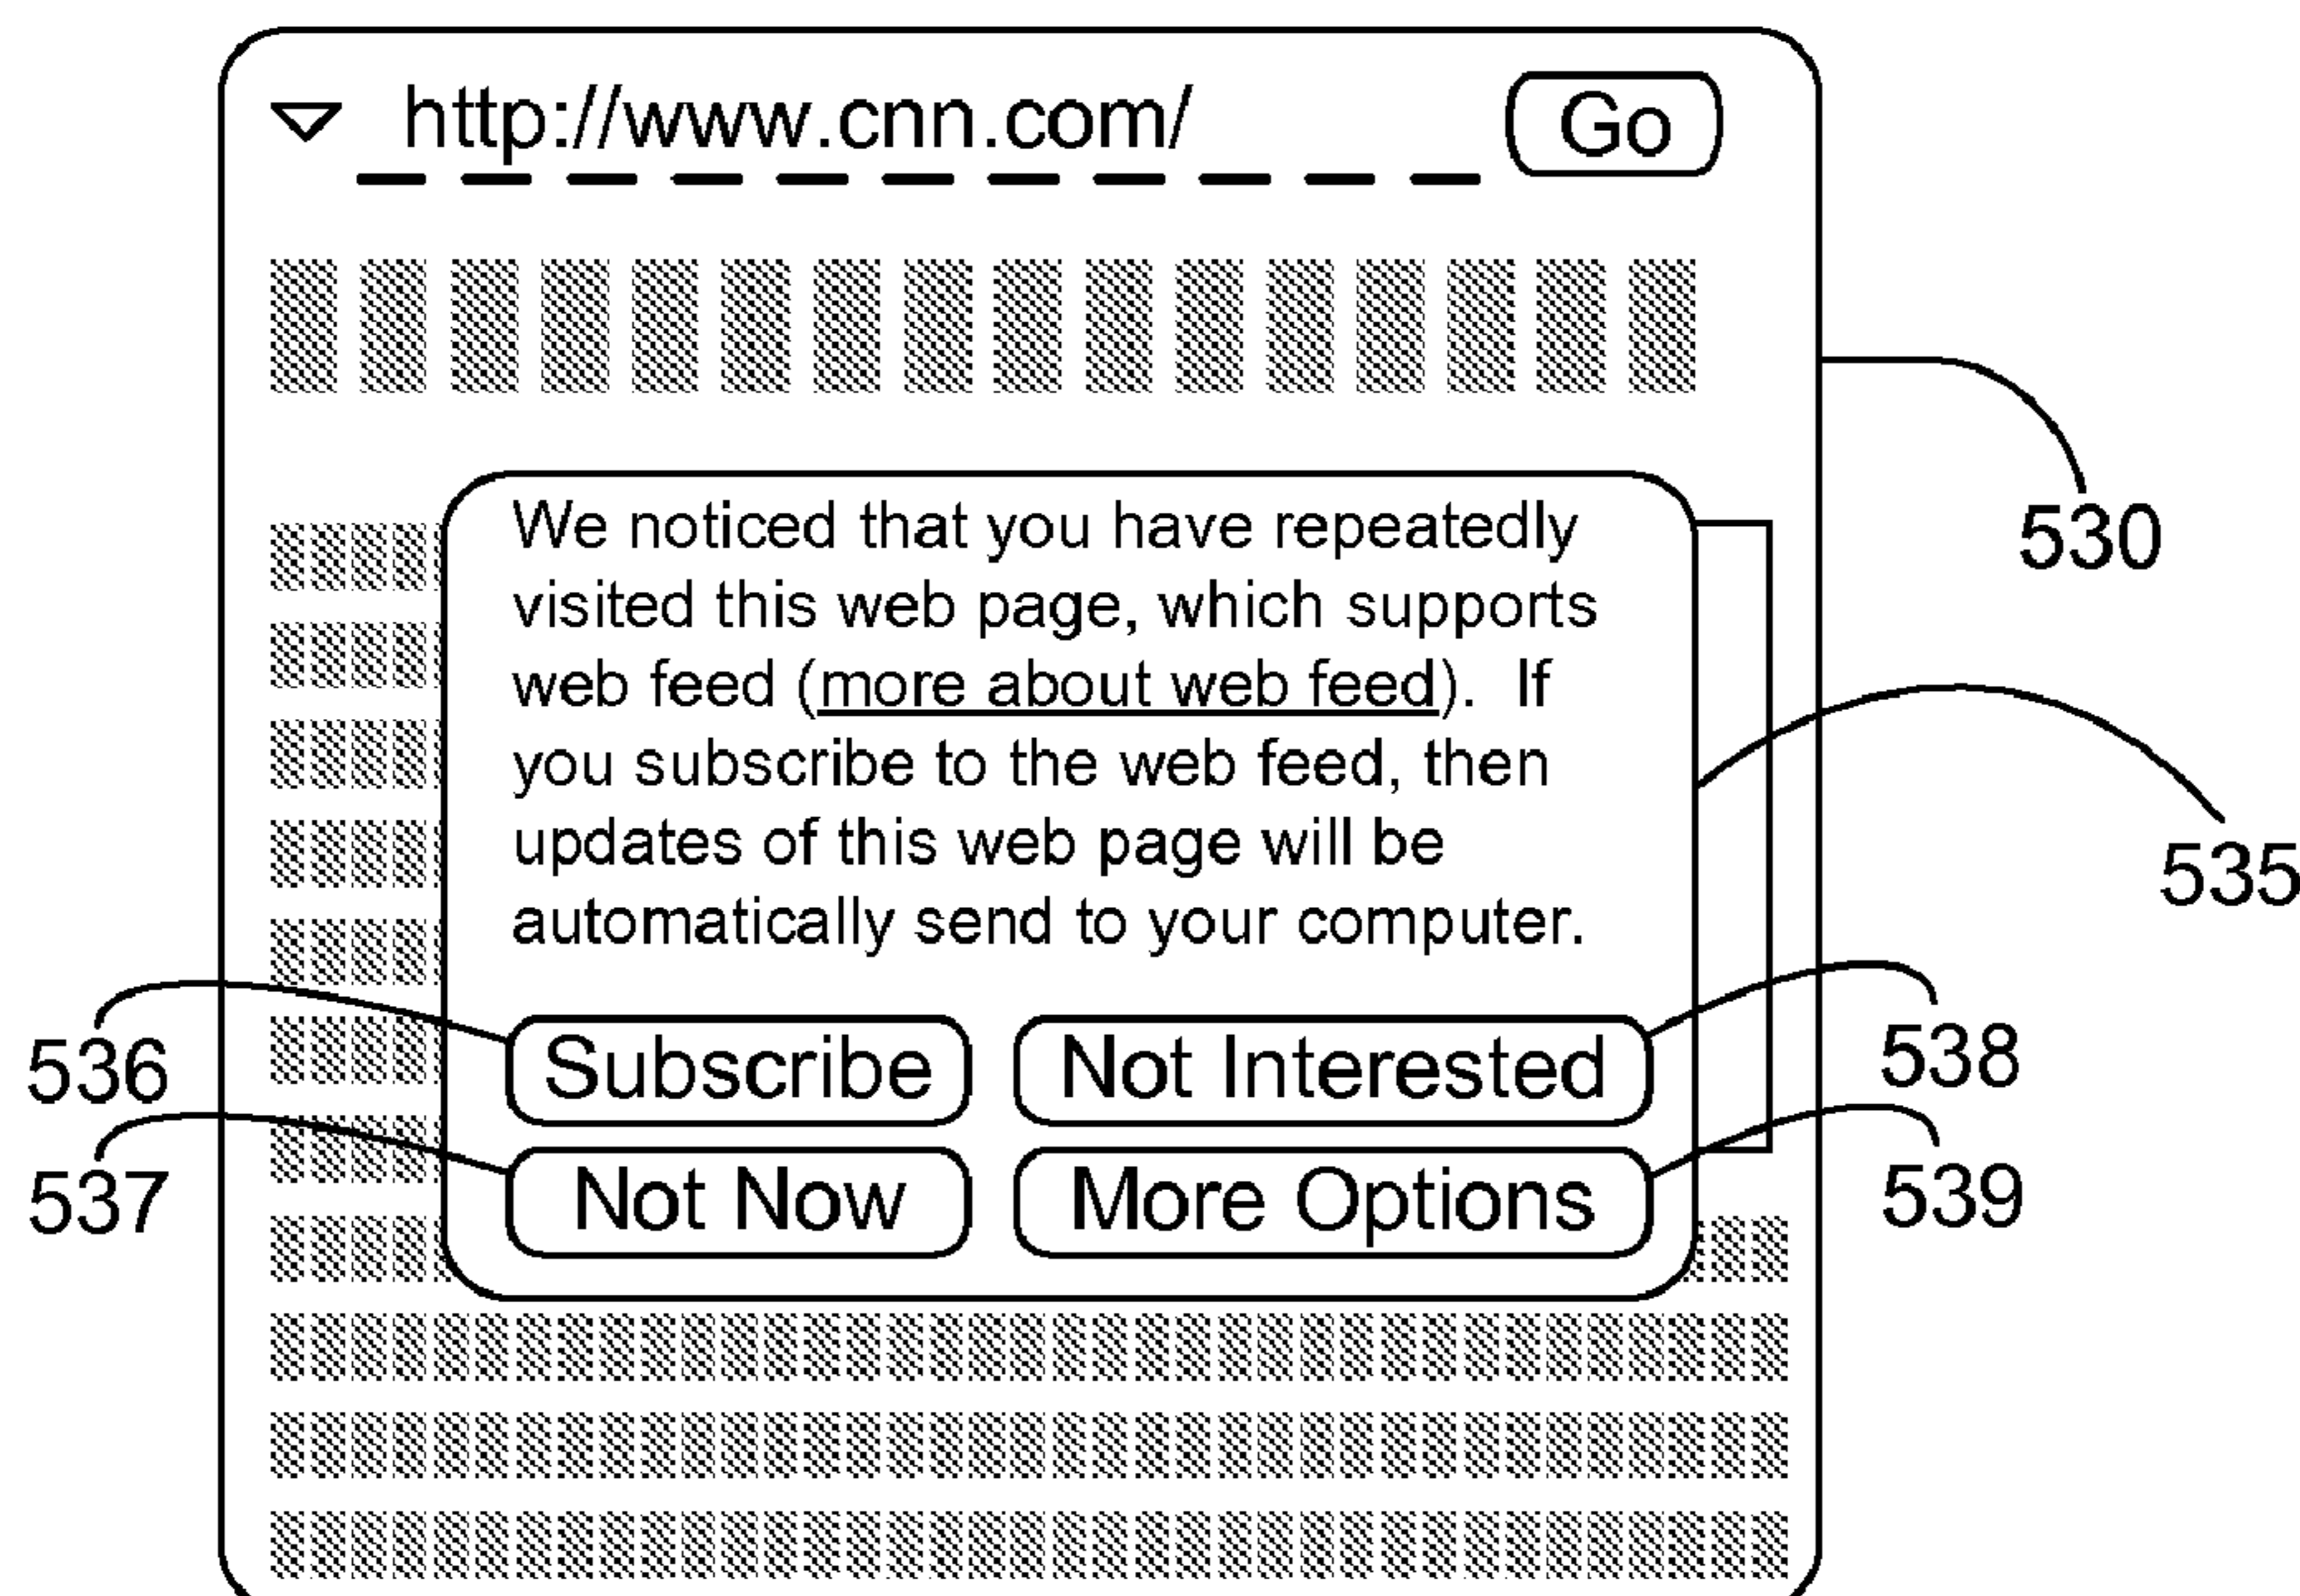 http://www.cnn.com/ Go
We noticed that you have repeatedly
visited this web page, which supports
web feed (more about web feed).  If
you subscribe to the web feed, then
updates of this web page will be
automatically send to your computer.
530
535
536 Subscribe Not Interested 538
537 Not Now More Options 539